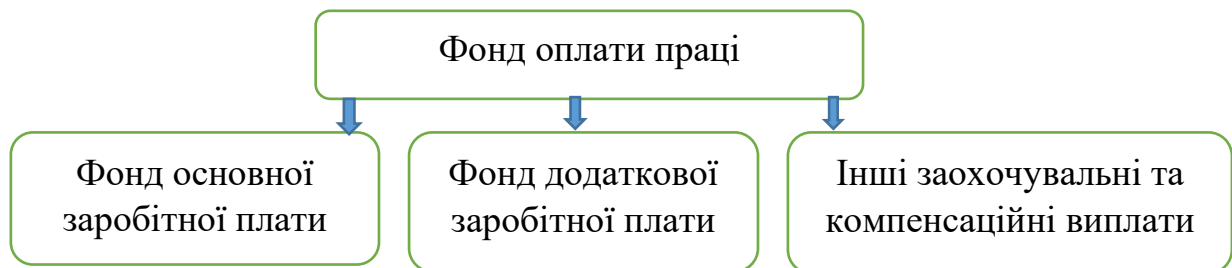 Фонд оплати праці
Фонд основної
заробітної плати
Фонд додаткової
заробітної плати
Інші заохочувальні та
компенсаційні виплати